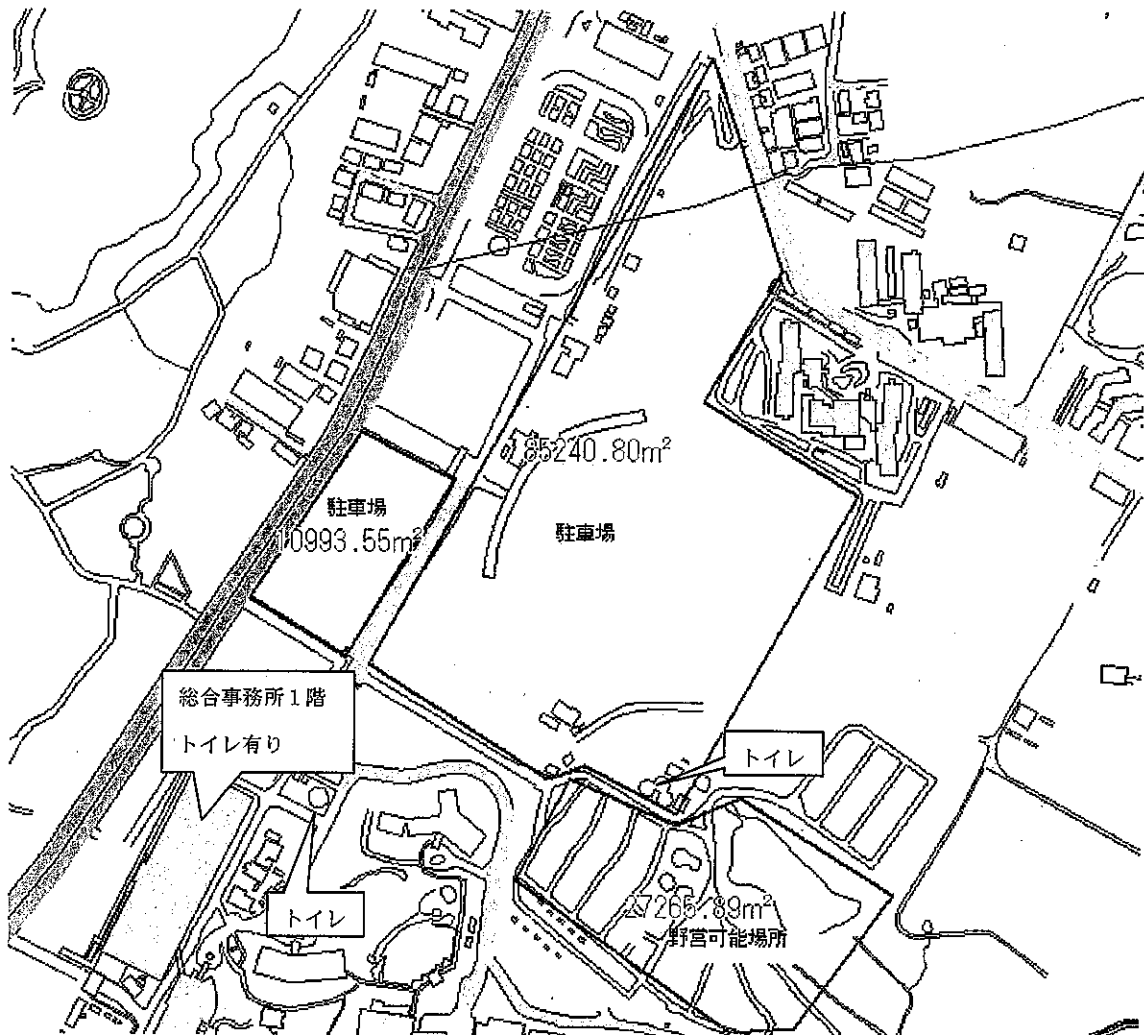 85240.80m²
駐車場
10993.55m²
駐車場
総合事務所1階
トイレ有り
トイレ
トイレ
27265.89m²
野営可能場所